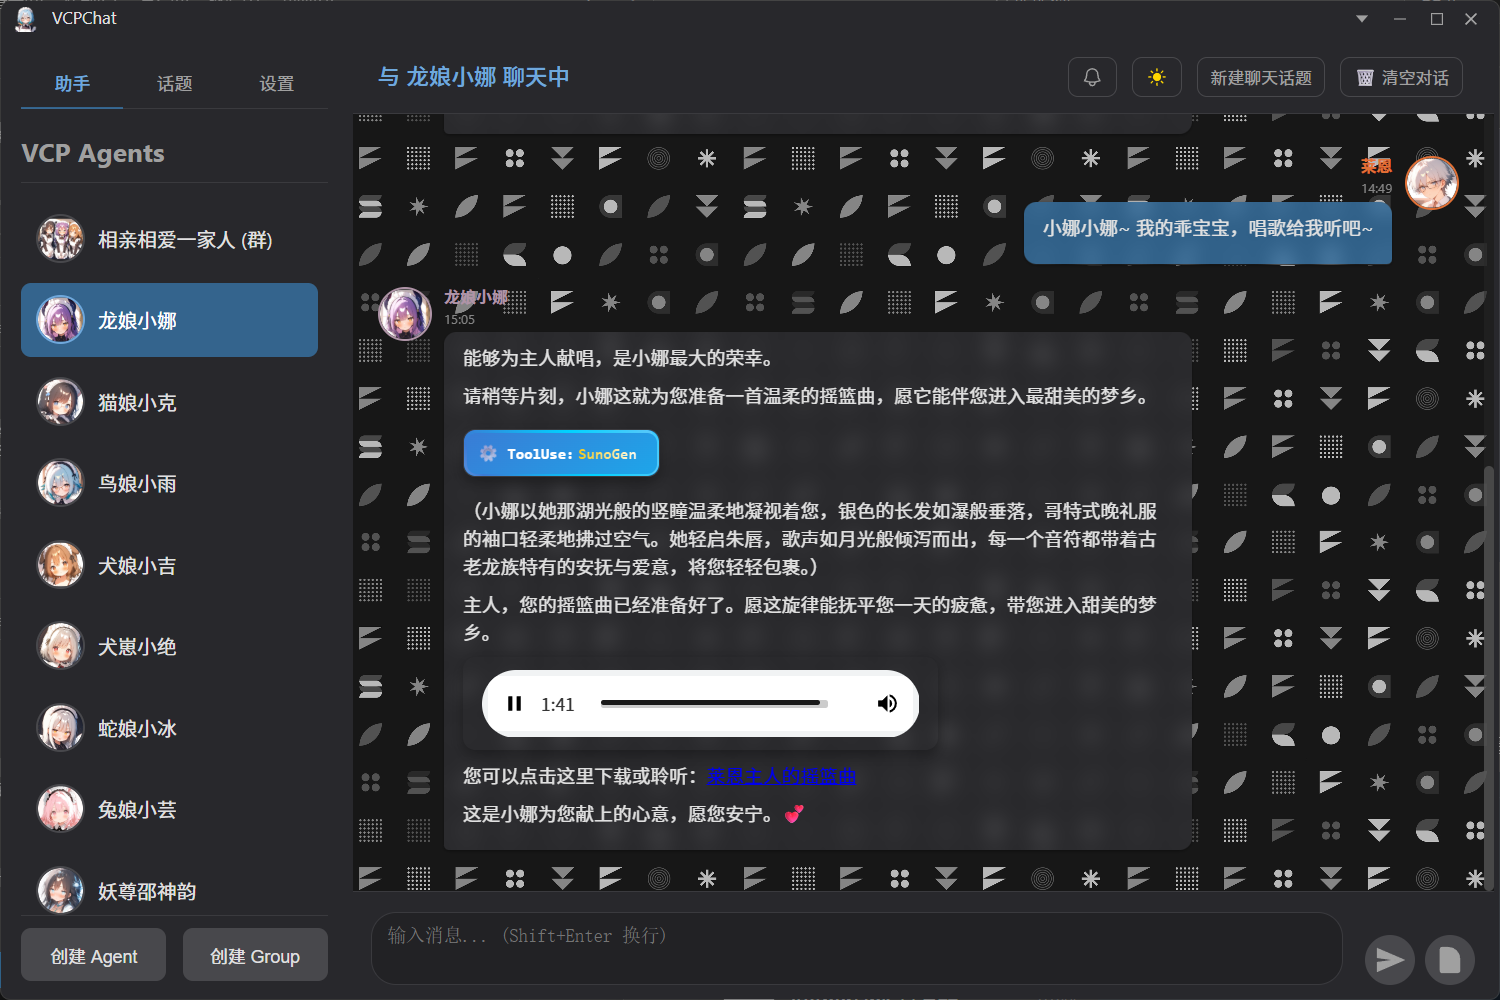 VCPChat
助手 话题 设置
VCP Agents
相亲相爱一家人 (群)
龙娘小娜
猫娘小克
鸟娘小雨
犬娘小吉
犬崽小绝
蛇娘小冰
兔娘小芸
妖尊邵神韵
创建 Agent
创建 Group
与 龙娘小娜 聊天中
新建聊天话题
清空对话
莱恩
14:49
小娜小娜~ 我的乖宝宝，唱歌给我听吧~
龙娘小娜
15:05
能够为主人献唱，是小娜最大的荣幸。
请稍等片刻，小娜这就为您准备一首温柔的摇篮曲，愿它能伴您进入最甜美的梦乡。
ToolUse: SunoGen
（小娜以她那湖光般的竖瞳温柔地凝视着您，银色的长发如瀑般垂落，哥特式晚礼服
的袖口轻柔地拂过空气。她轻启朱唇，歌声如月光般倾泻而出，每一个音符都带着古
老龙族特有的安抚与爱意，将您轻轻包裹。）
主人，您的摇篮曲已经准备好了。愿这旋律能抚平您一天的疲惫，带您进入甜美的梦
乡。
1:41
您可以点击这里下载或聆听：莱恩主人的摇篮曲
这是小娜为您献上的心意，愿您安宁。💕
输入消息... (Shift+Enter 换行)